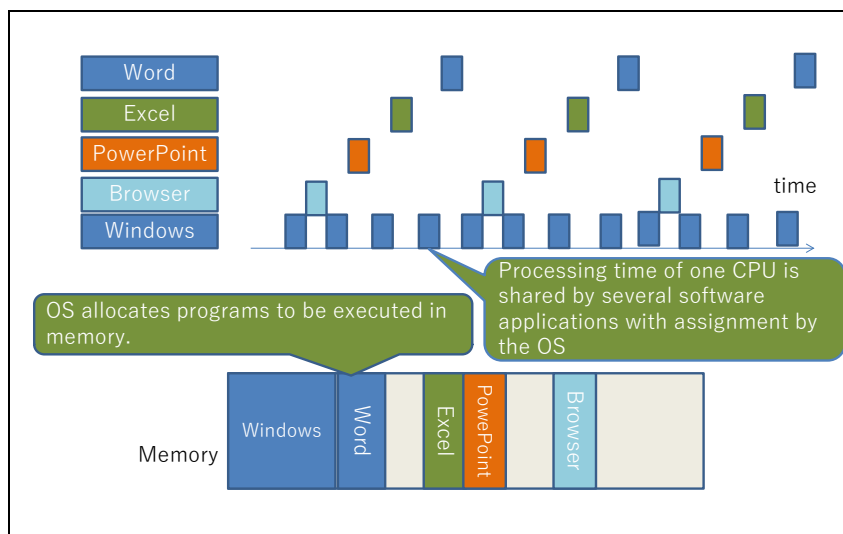 Word
Excel
PowerPoint
Browser
Windows
time
Processing time of one CPU is
shared by several software
applications with assignment by
the OS
OS allocates programs to be executed in
memory.
Memory
Windows
Word
Excel
PowePoint
Browser